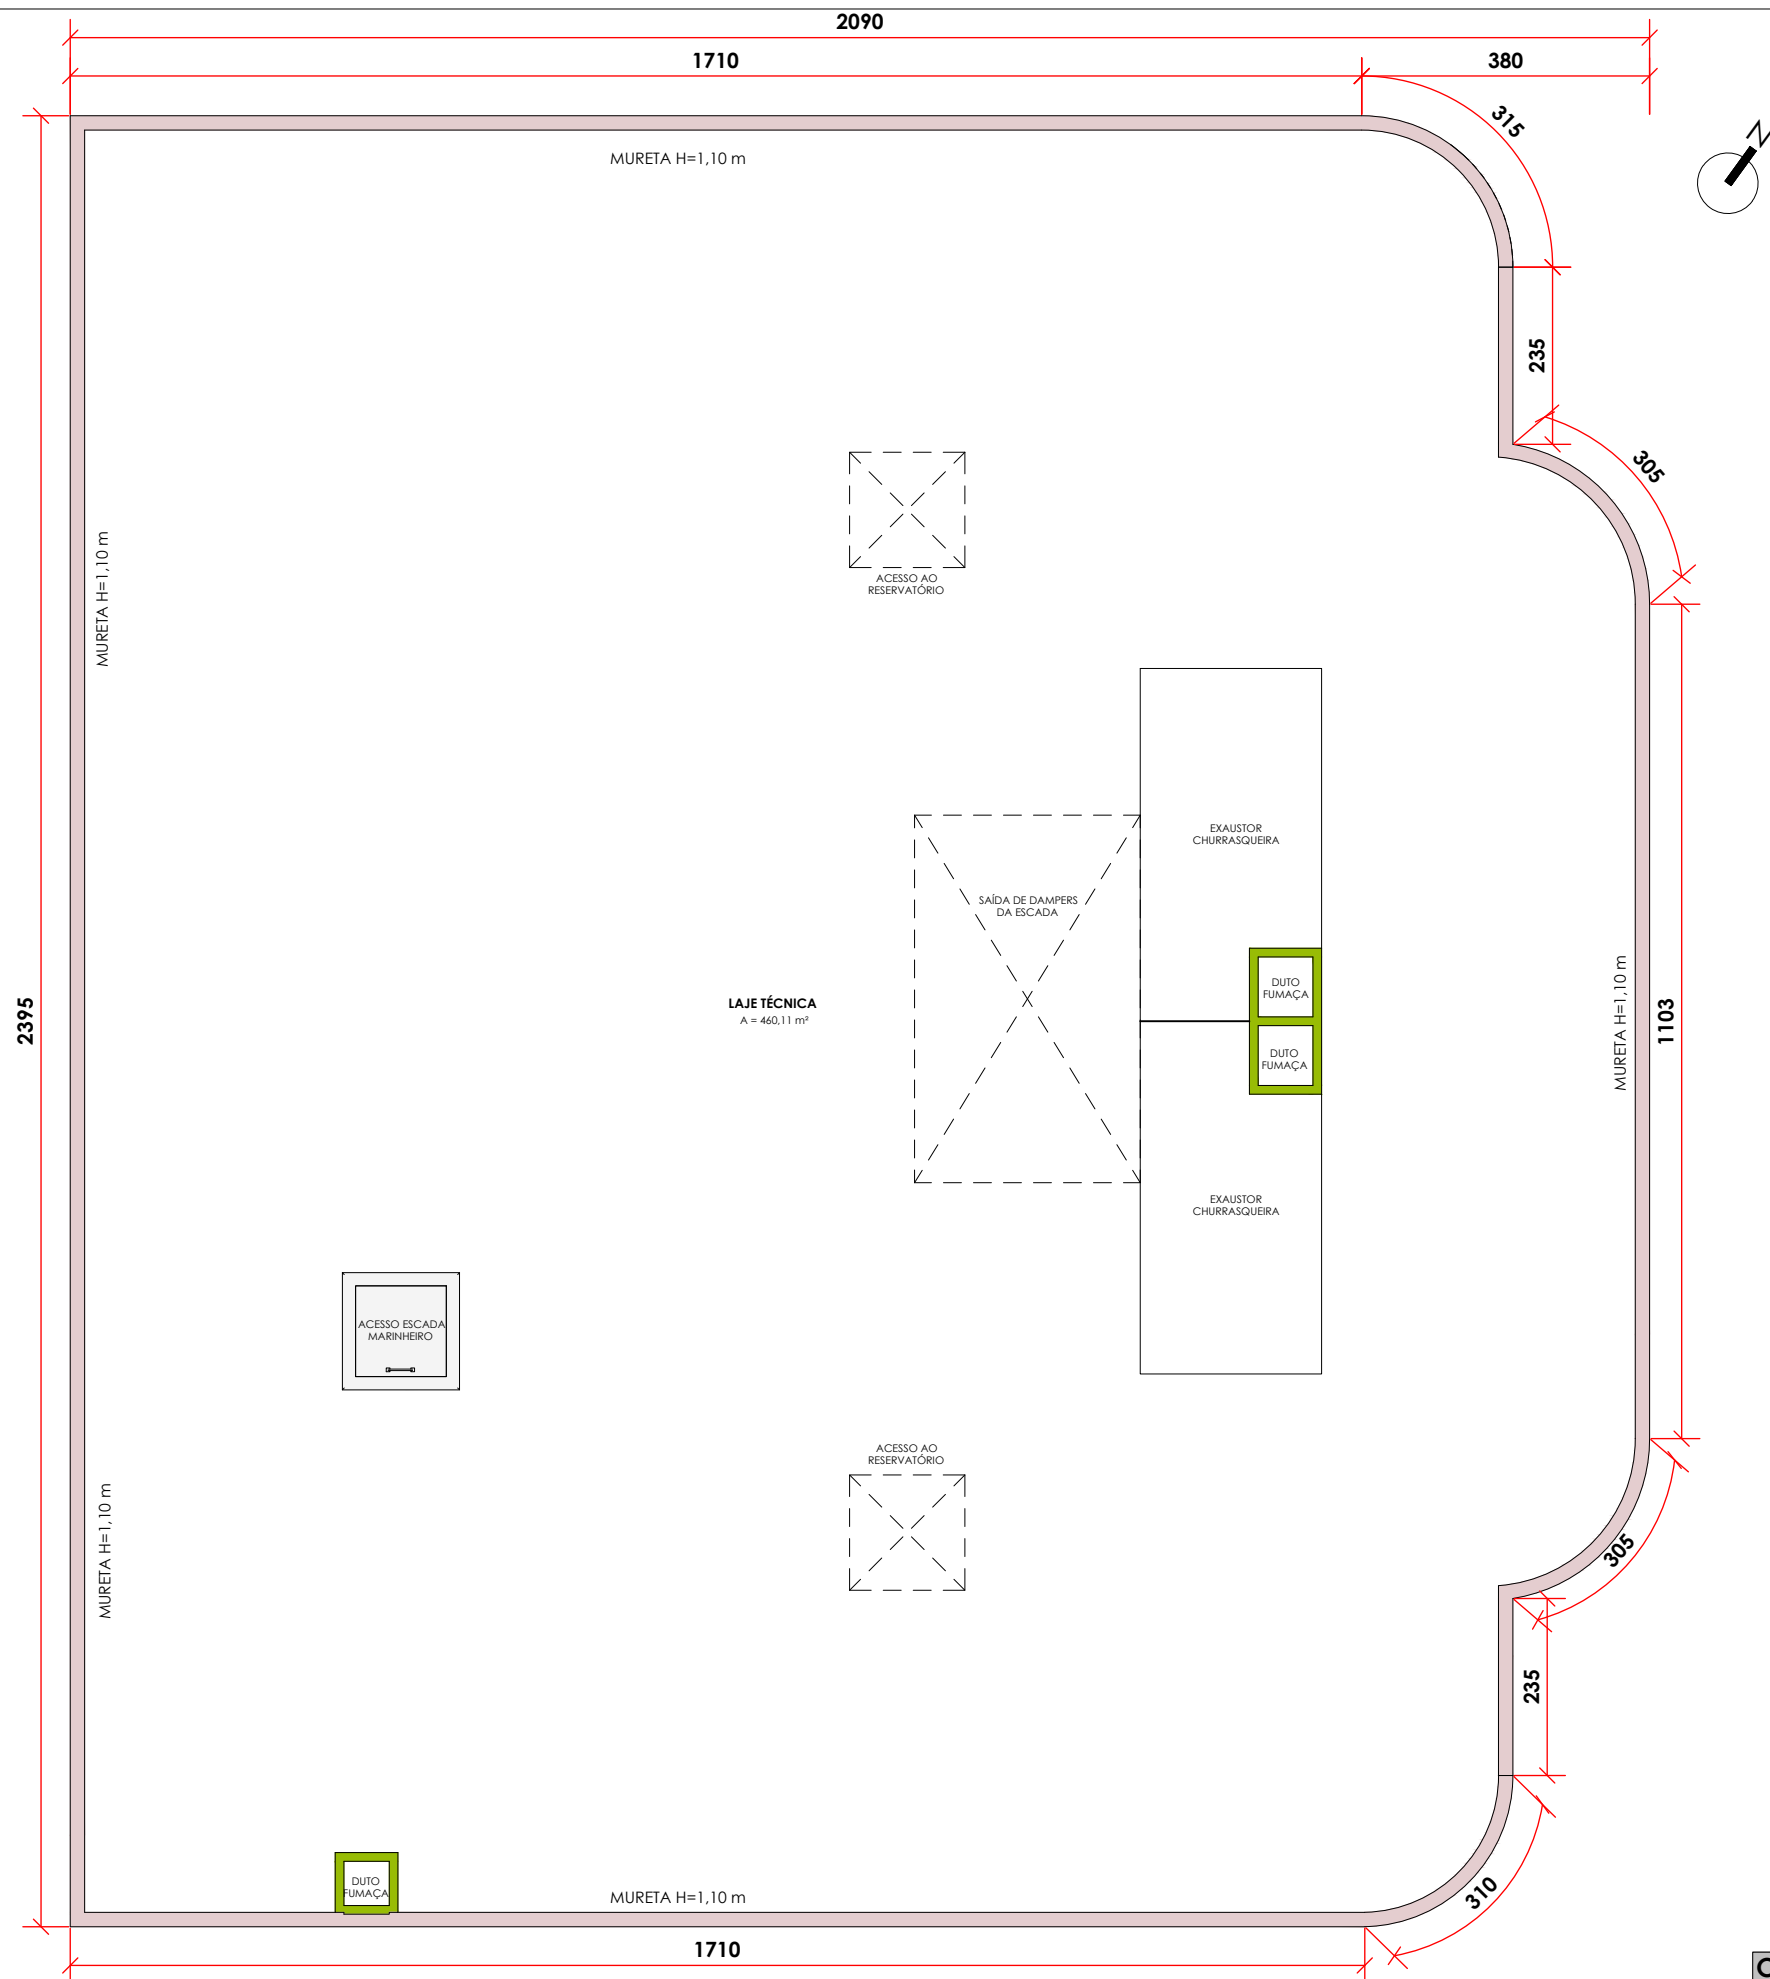 2090
1710
380
315
N
MURETA H=1,10 m
235
305
MURETA H=1,10 m
ACESSO AO
RESERVATÓRIO
EXAUSTOR
CHURRASQUEIRA
SAÍDA DE DAMPERS
DA ESCADA
2395
LAJE TÉCNICA
A = 460,11 m²
DUTO
FUMAÇA
DUTO
FUMAÇA
MURETA H=1,10 m
1103
EXAUSTOR
CHURRASQUEIRA
ACESSO ESCADA
MARINHEIRO
ACESSO AO
RESERVATÓRIO
MURETA H=1,10 m
305
235
DUTO
FUMAÇA
MURETA H=1,10 m
310
1710